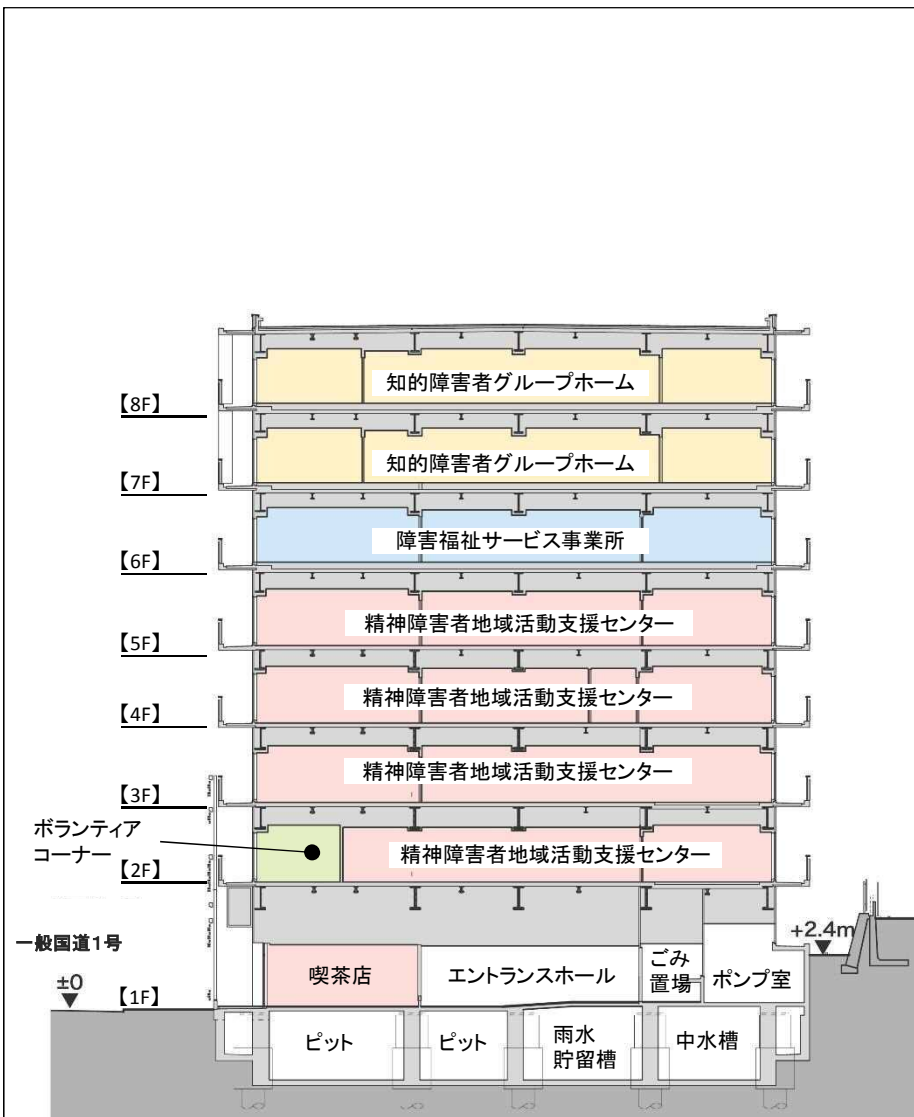 【8F】
知的障害者グループホーム
【7F】
知的障害者グループホーム
【6F】
障害福祉サービス事業所
【5F】
精神障害者地域活動支援センター
【4F】
精神障害者地域活動支援センター
【3F】
精神障害者地域活動支援センター
ボランティア
コーナー
【2F】
精神障害者地域活動支援センター
一般国道1号
±0
【1F】
喫茶店
エントランスホール
ごみ
置場
ポンプ室
+2.4m
ピット
ピット
雨水
貯留槽
中水槽